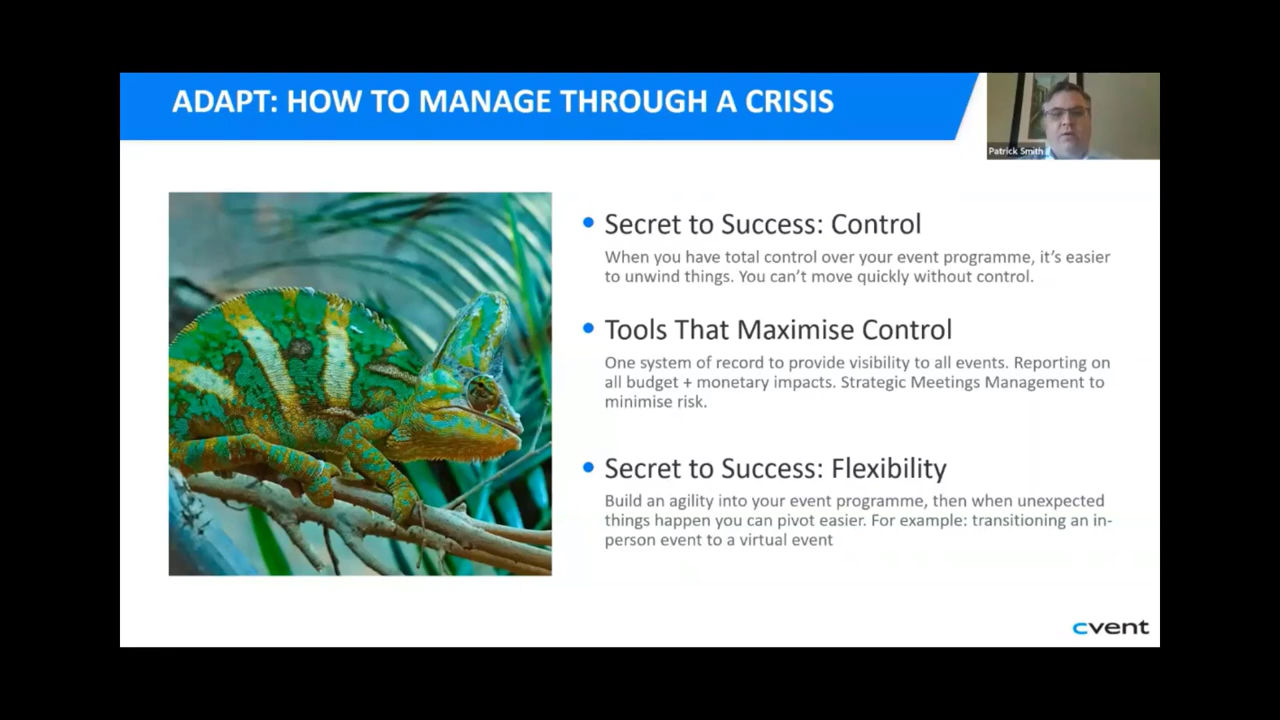 ADAPT: HOW TO MANAGE THROUGH A CRISIS
Patrick Smith
Secret to Success: Control
When you have total control over your event programme, it's easier
to unwind things. You can't move quickly without control.
Tools That Maximise Control
One system of record to provide visibility to all events. Reporting on
all budget + monetary impacts. Strategic Meetings Management to
minimise risk.
Secret to Success: Flexibility
Build an agility into your event programme, then when unexpected
things happen you can pivot easier. For example: transitioning an in-
person event to a virtual event
cvent